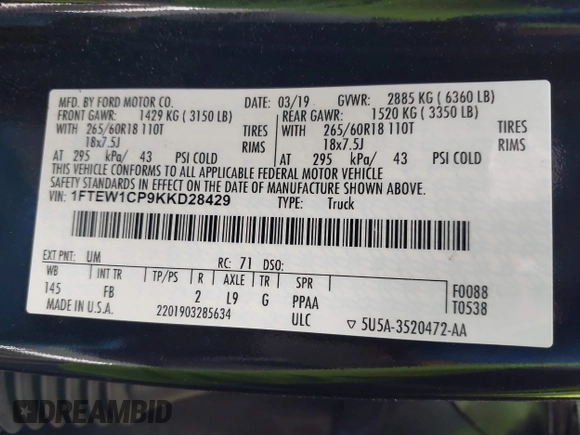 MFD. BY FORD MOTOR CO. DATE: 03/19 GVWR: 2885 KG ( 6360 LB)
FRONT GAWR: 1429 KG ( 3150 LB) REAR GAWR: 1520 KG ( 3350 LB)
WITH 265/60R18 110T TIRES WITH 265/60R18 110T TIRES
18x7.5J RIMS 18x7.5J RIMS
AT 295 kPa/ 43 PSI COLD AT 295 kPa/ 43 PSI COLD
THIS VEHICLE CONFORMS TO ALL APPLICABLE FEDERAL MOTOR VEHICLE
SAFETY STANDARDS IN EFFECT ON THE DATE OF MANUFACTURE SHOWN ABOVE.
VIN: 1FTEW1CP9KKD28429 TYPE: Truck
EXT PNT: UM RC: 71 DSO:
WB INT TR TP/PS R AXLE TR SPR F0088
145 FB 2 L9 G PPAA T0538
MADE IN U.S.A. 2201903285634 ULC ▽ 5U5A-3520472-AA
DREAMBID